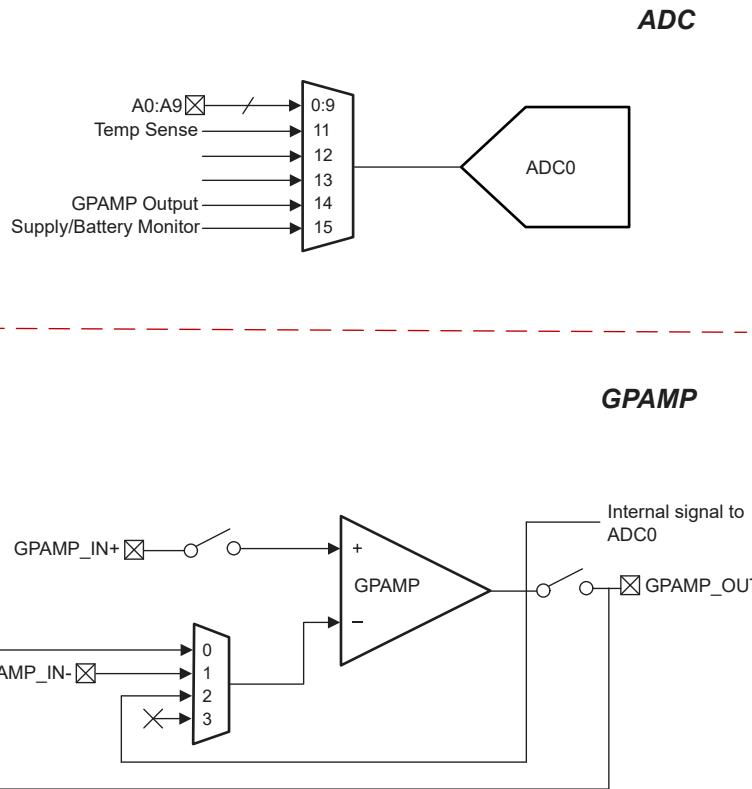 ADC
A0:A9
0:9
Temp Sense
11
12
13
GPAMP Output
14
Supply/Battery Monitor
15
ADC0
GPAMP
Internal signal to
ADC0
GPAMP_IN+
+
GPAMP
GPAMP_OUT
−
0
AMP_IN-
1
2
3